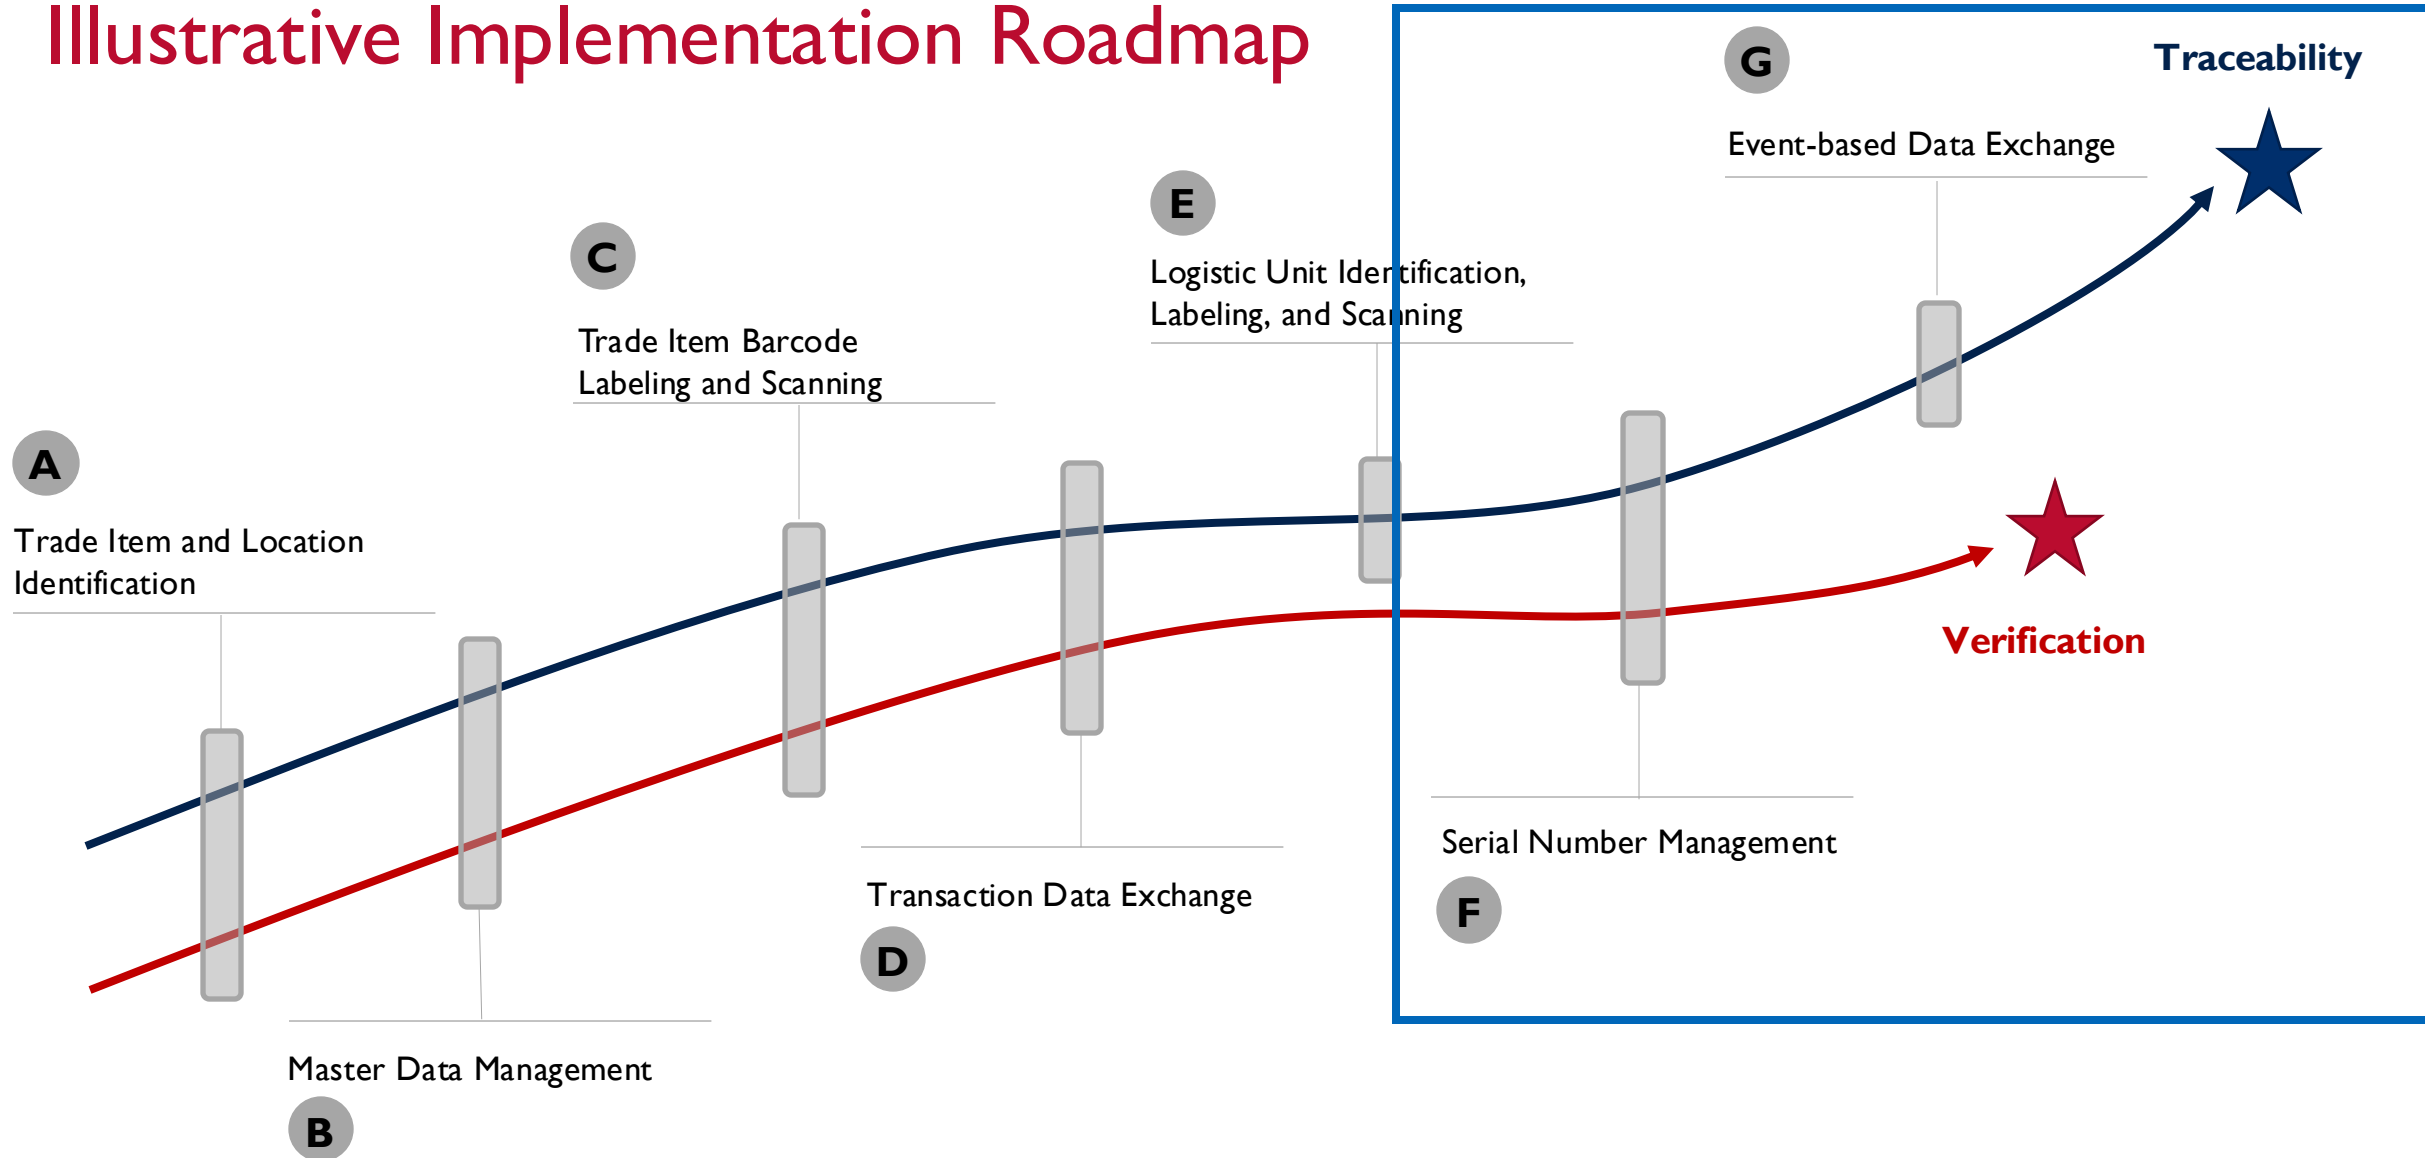 Illustrative Implementation Roadmap
A
Trade Item and Location
Identification
B
Master Data Management
C
Trade Item Barcode
Labeling and Scanning
D
Transaction Data Exchange
E
Logistic Unit Identification,
Labeling, and Scanning
F
Serial Number Management
G
Event-based Data Exchange
Traceability
Verification